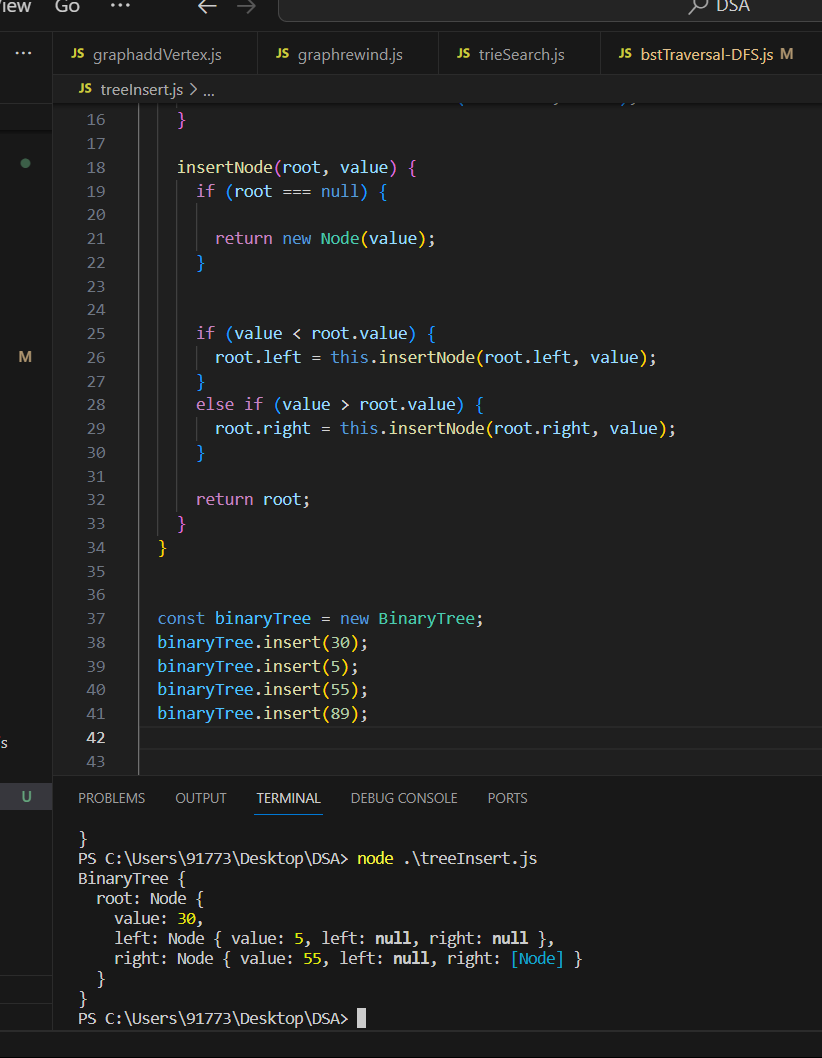 iew Go ···
← → DSA
··· JS graphaddVertex.js JS graphrewind.js JS trieSearch.js JS bstTraversal-DFS.js M
JS treeInsert.js > ...
16 }
17
18 insertNode(root, value) {
19 if (root === null) {
20
21 return new Node(value);
22 }
23
24
25 if (value < root.value) {
M
26 root.left = this.insertNode(root.left, value);
27 }
28 else if (value > root.value) {
29 root.right = this.insertNode(root.right, value);
30 }
31
32 return root;
33 }
34 }
35
36
37 const binaryTree = new BinaryTree;
38 binaryTree.insert(30);
39 binaryTree.insert(5);
40 binaryTree.insert(55);
41 binaryTree.insert(89);
42
s
43
U
PROBLEMS OUTPUT TERMINAL DEBUG CONSOLE PORTS
}
PS C:\Users\91773\Desktop\DSA> node .\treeInsert.js
BinaryTree {
root: Node {
value: 30,
left: Node { value: 5, left: null, right: null },
right: Node { value: 55, left: null, right: [Node] }
}
}
PS C:\Users\91773\Desktop\DSA>